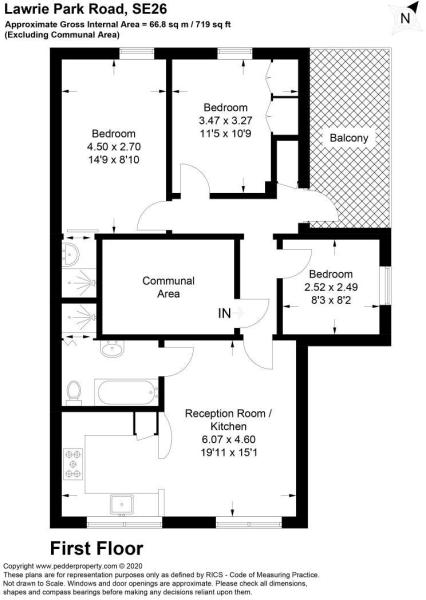 Lawrie Park Road, SE26
Approximate Gross Internal Area = 66.8 sq m / 719 sq ft
(Excluding Communal Area)
N
Bedroom
3.47 x 3.27
11'5 x 10'9
Bedroom
4.50 x 2.70
14'9 x 8'10
Balcony
Communal
Area
Bedroom
2.52 x 2.49
8'3 x 8'2
IN
Reception Room /
Kitchen
6.07 x 4.60
19'11 x 15'1
First Floor
Copyright www.pedderproperty.com © 2020
These plans are for representation purposes only as defined by RICS - Code of Measuring Practice.
Not drawn to Scale. Windows and door openings are approximate. Please check all dimensions,
shapes and compass bearings before making any decisions reliant upon them.